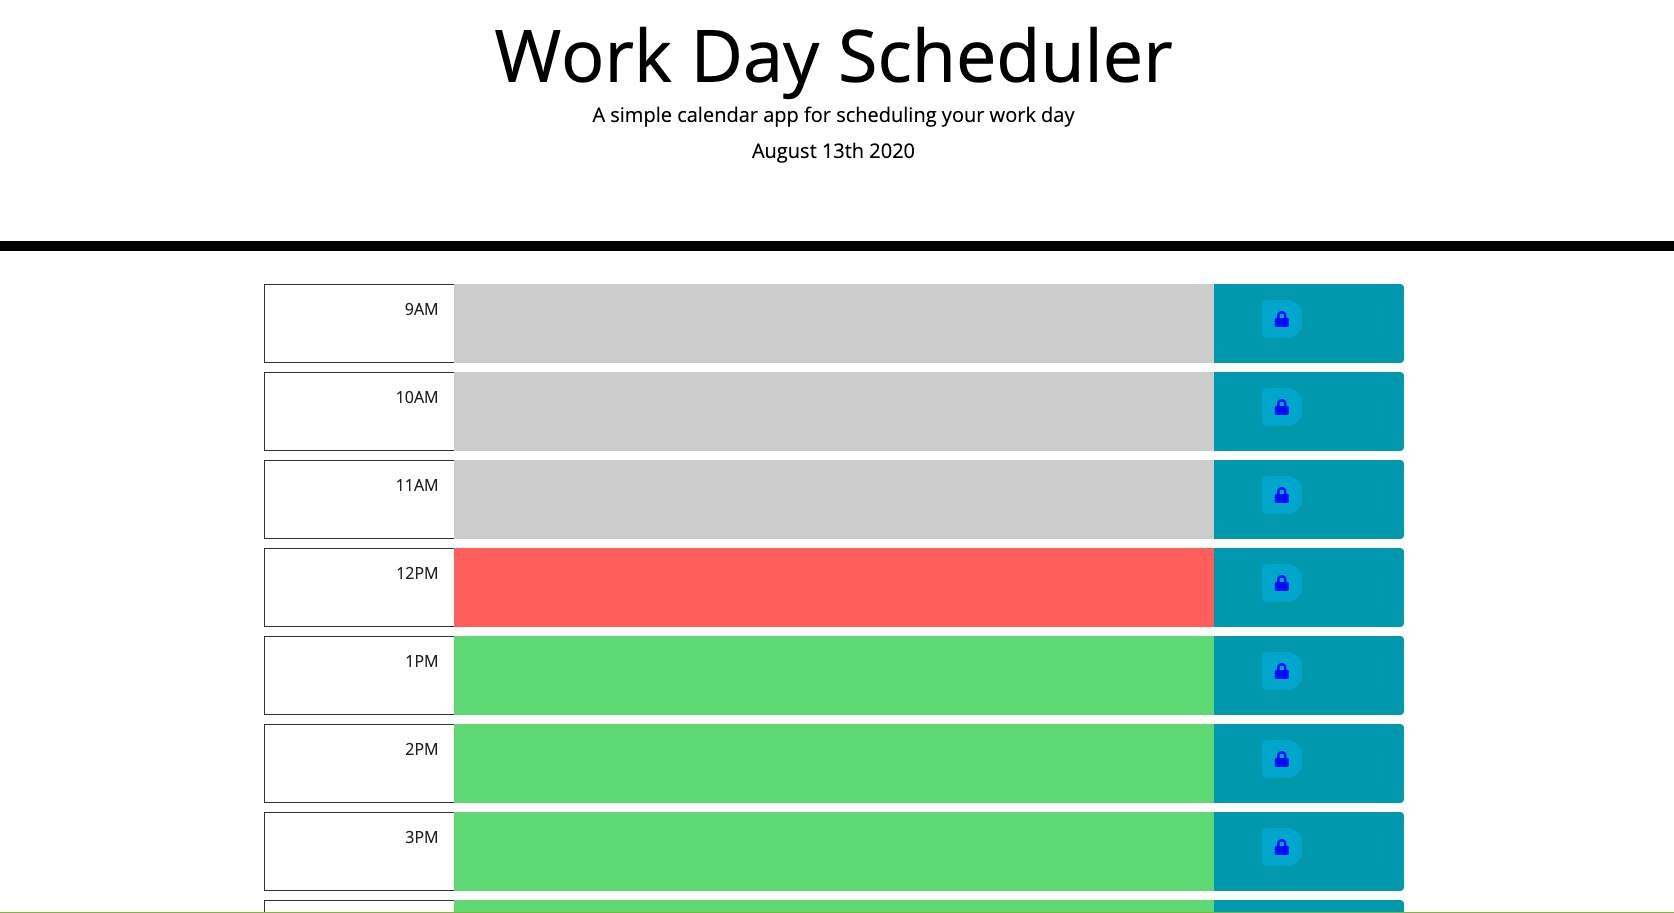 Work Day Scheduler
A simple calendar app for scheduling your work day
August 13th 2020
9AM
10AM
11AM
12PM
1PM
2PM
3PM